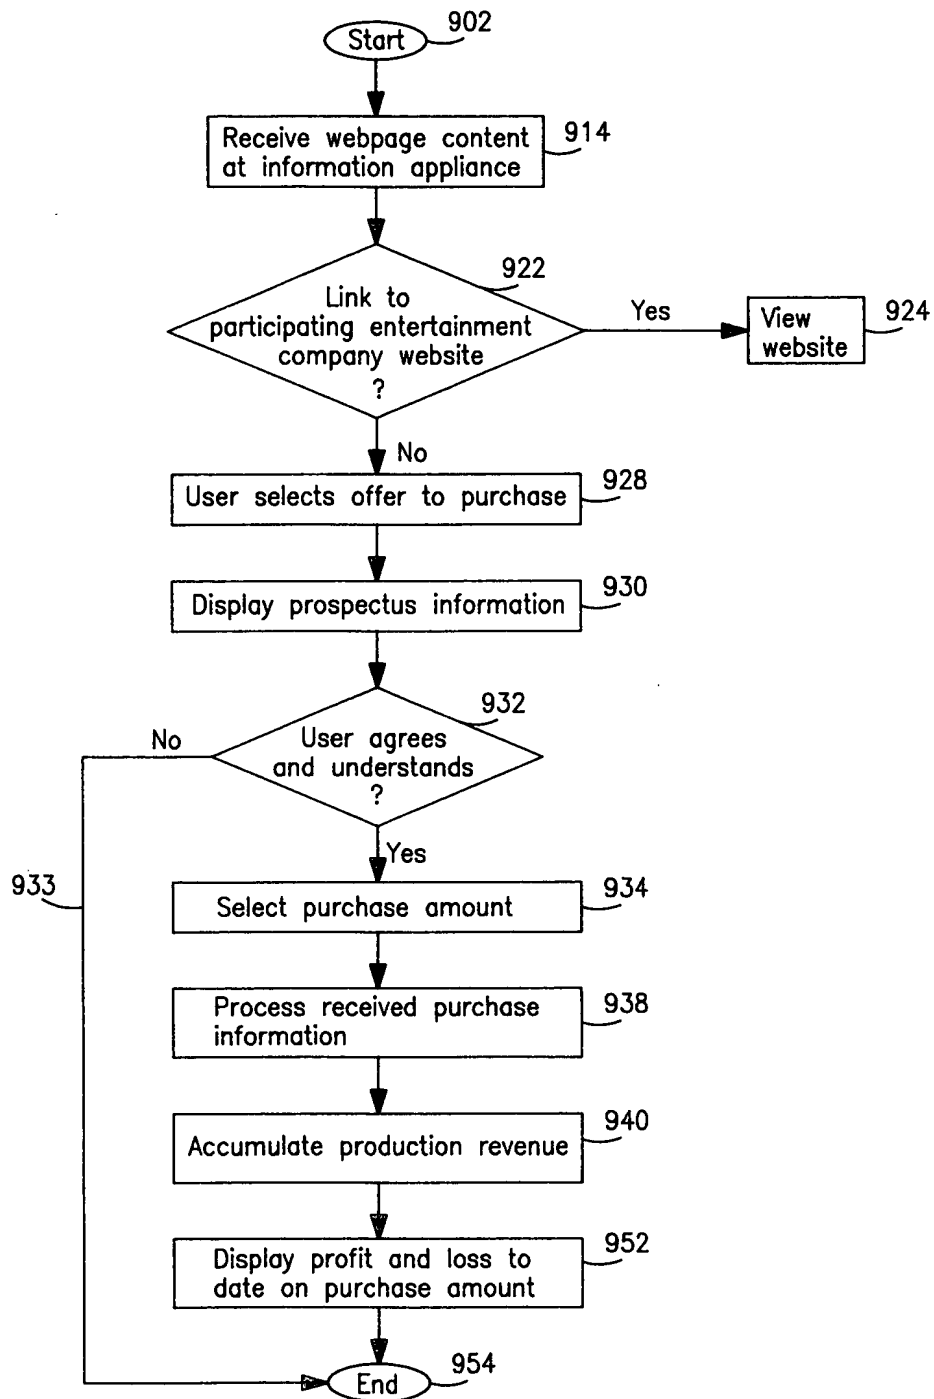 Start
902
Receive webpage content
at information appliance
914
922
Link to
participating entertainment
company website
?
Yes
View
website
924
No
User selects offer to purchase
928
Display prospectus information
930
932
No
User agrees
and understands
?
Yes
933
Select purchase amount
934
Process received purchase
information
938
Accumulate production revenue
940
Display profit and loss to
date on purchase amount
952
End
954